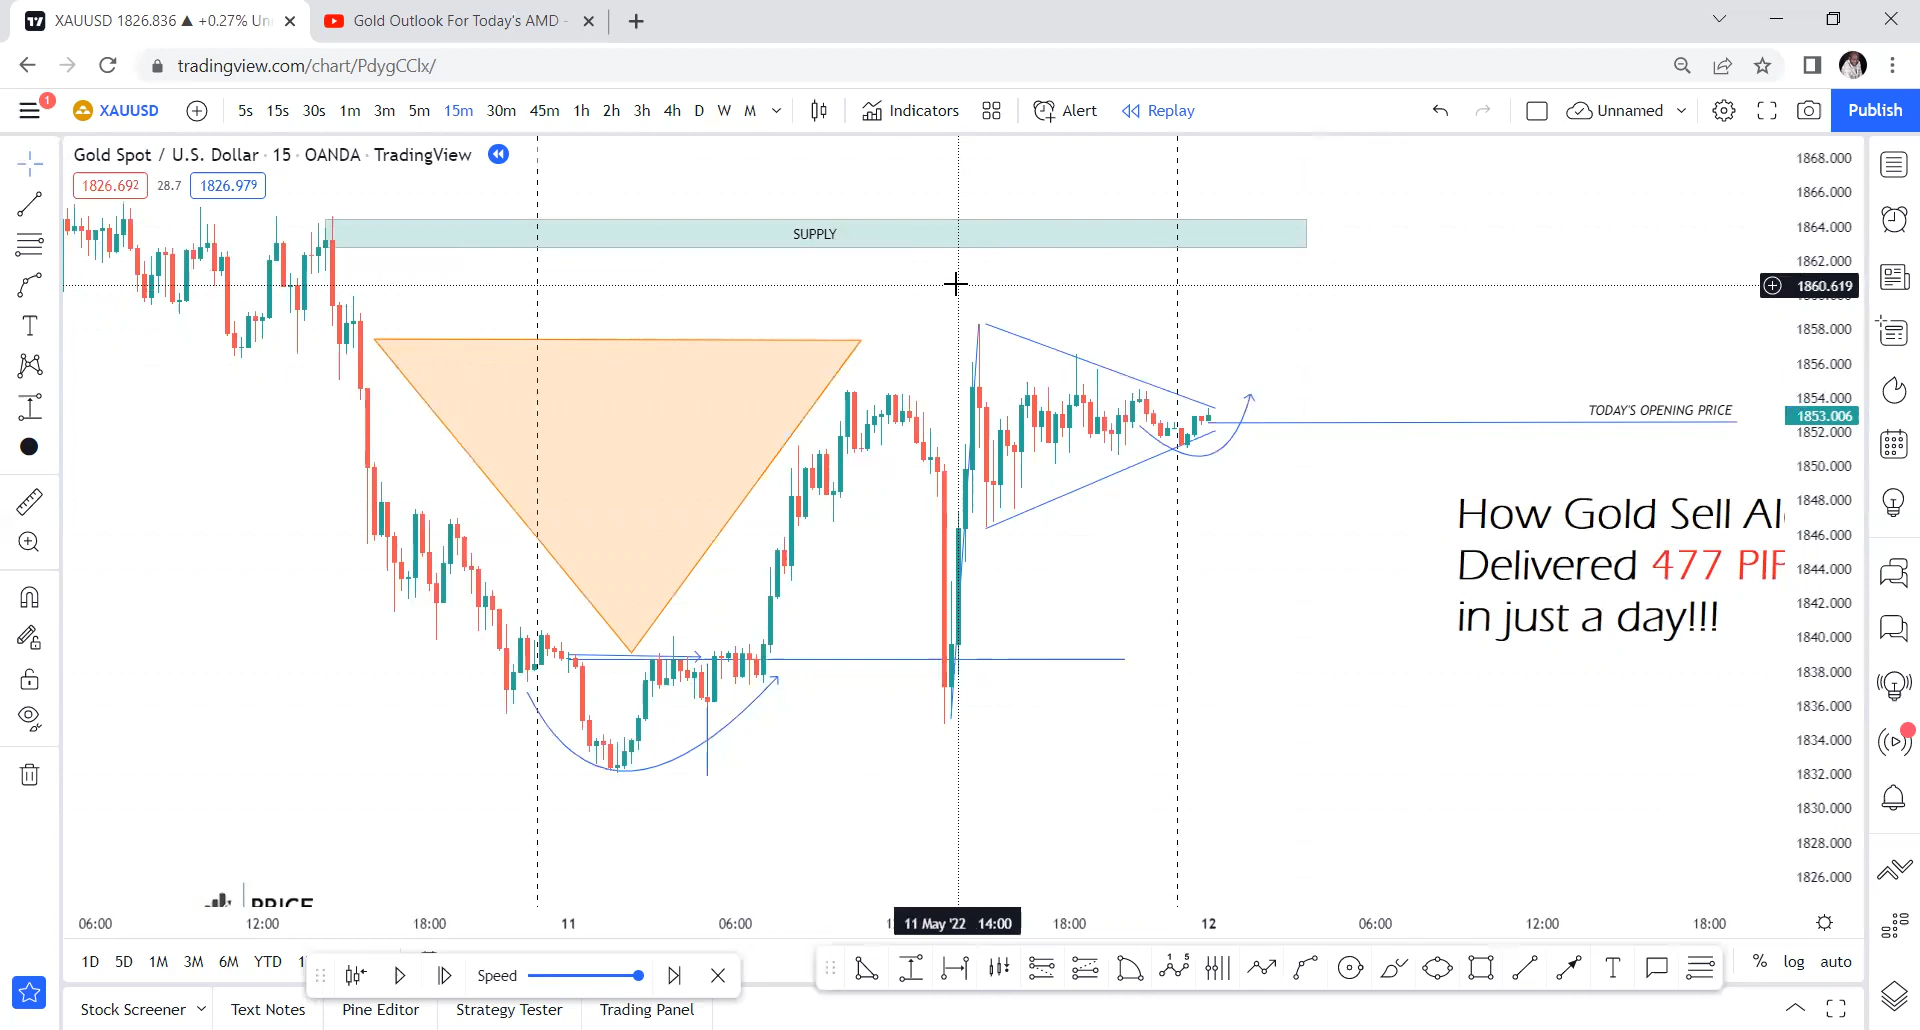 XAUUSD 1826.836 ▲ +0.27% Un
Gold Outlook For Today's AMD -
tradingview.com/chart/PdygCClx/
1
XAUUSD
5s 15s 30s 1m 3m 5m 15m 30m 45m 1h 2h 3h 4h D W M
Indicators
Alert
Replay
Unnamed
Publish
Gold Spot / U.S. Dollar · 15 · OANDA · TradingView
1826.692 28.7 1826.979
SUPPLY
TODAY'S OPENING PRICE
How Gold Sell
Delivered 477
in just a day!!!
PRICE
1868.000
1866.000
1864.000
1862.000
1860.619
1858.000
1856.000
1854.000
1853.006
1852.000
1850.000
1848.000
1846.000
1844.000
1842.000
1840.000
1838.000
1836.000
1834.000
1832.000
1830.000
1828.000
1826.000
06:00 12:00 18:00 11 06:00 11 May '22 14:00 18:00 12 06:00 12:00 18:00
1D 5D 1M 3M 6M YTD
Speed
% log auto
Stock Screener Text Notes Pine Editor Strategy Tester Trading Panel